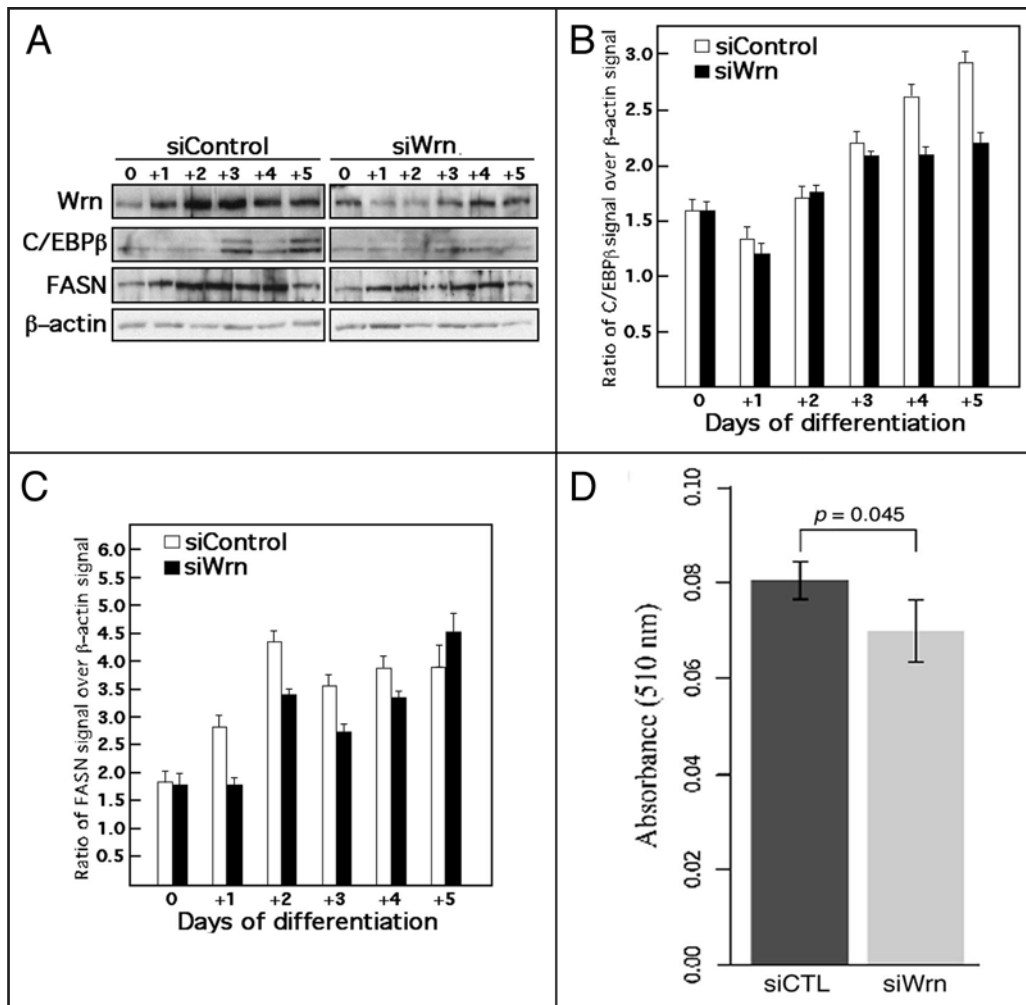 A
siControl siWrn
0 +1 +2 +3 +4 +5 0 +1 +2 +3 +4 +5
Wrn
C/EBPβ
FASN
β-actin
B
siControl
siWrn
Ratio of C/EBPβ signal over β-actin signal
3.0
2.5
2.0
1.5
1.0
0.5
0 +1 +2 +3 +4 +5
Days of differentiation
C
siControl
siWrn
Ratio of FASN signal over β-actin signal
6.0
5.5
5.0
4.5
4.0
3.5
3.0
2.5
2.0
1.5
1.0
0.5
0 +1 +2 +3 +4 +5
Days of differentiation
D
p = 0.045
Absorbance (510 nm)
0.10
0.08
0.06
0.04
0.02
0.00
siCTL siWrn